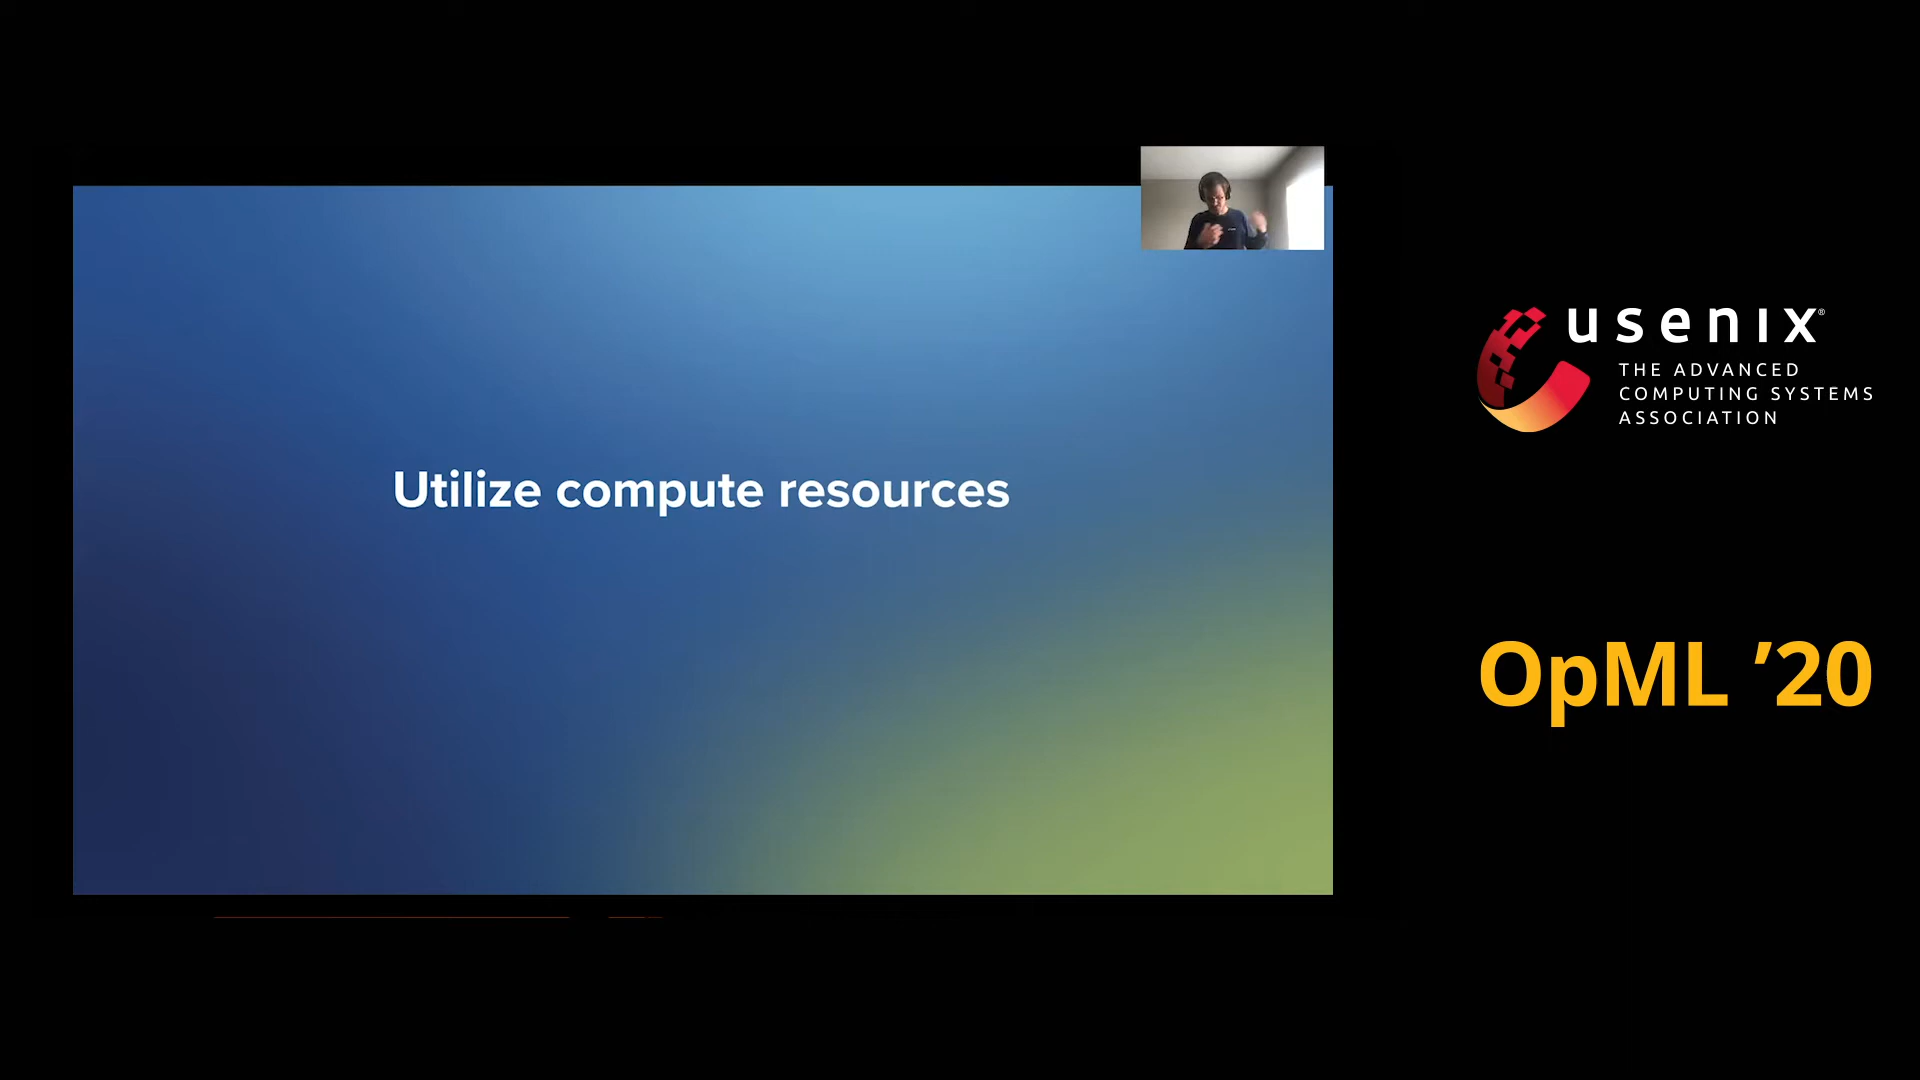 Utilize compute resources
usenix®
THE ADVANCED
COMPUTING SYSTEMS
ASSOCIATION
OpML ’20